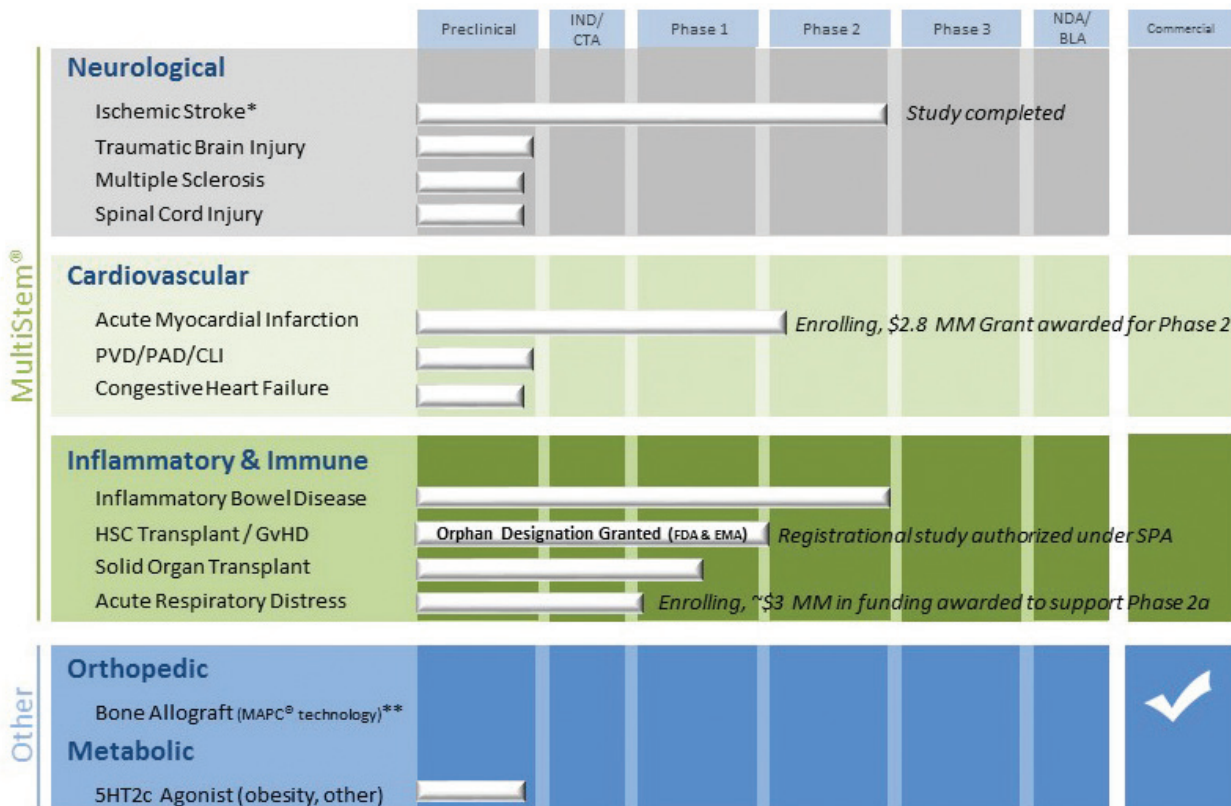 Preclinical
IND/
CTA
Phase 1
Phase 2
Phase 3
NDA/
BLA
Commercial
MultiStem®
Neurological
Ischemic Stroke*
Study completed
Traumatic Brain Injury
Multiple Sclerosis
Spinal Cord Injury
Cardiovascular
Acute Myocardial Infarction
Enrolling, $2.8 MM Grant awarded for Phase 2
PVD/PAD/CLI
Congestive Heart Failure
Inflammatory & Immune
Inflammatory Bowel Disease
HSC Transplant / GvHD
Orphan Designation Granted (FDA & EMA)
Registrational study authorized under SPA
Solid Organ Transplant
Acute Respiratory Distress
Enrolling, ~$3 MM in funding awarded to support Phase 2a
Other
Orthopedic
Bone Allograft (MAPC® technology)**
Metabolic
5HT2c Agonist (obesity, other)